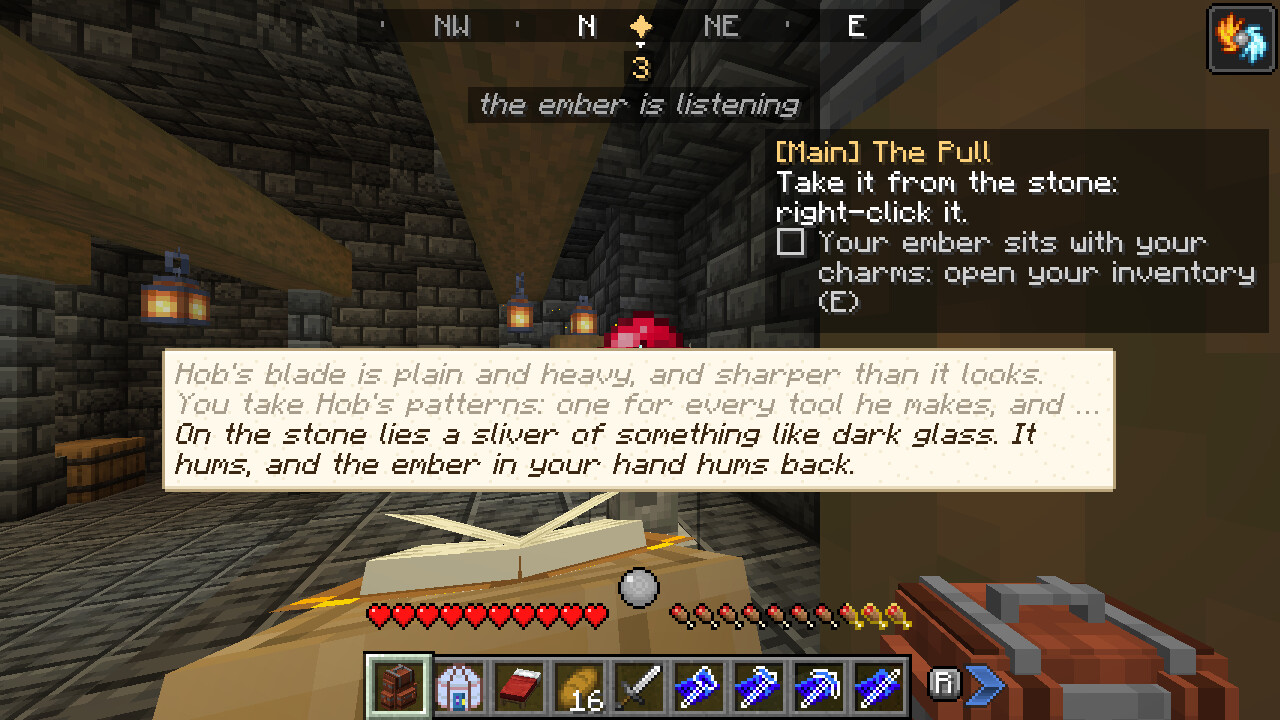 NW N NE E
3
the ember is listening
[Main] The Pull
Take it from the stone:
right-click it.
Your ember sits with your
charms: open your inventory
(E)
Hob's blade is plain and heavy, and sharper than it looks.
You take Hob's patterns: one for every tool he makes, and ...
On the stone lies a sliver of something like dark glass. It
hums, and the ember in your hand hums back.
16
R